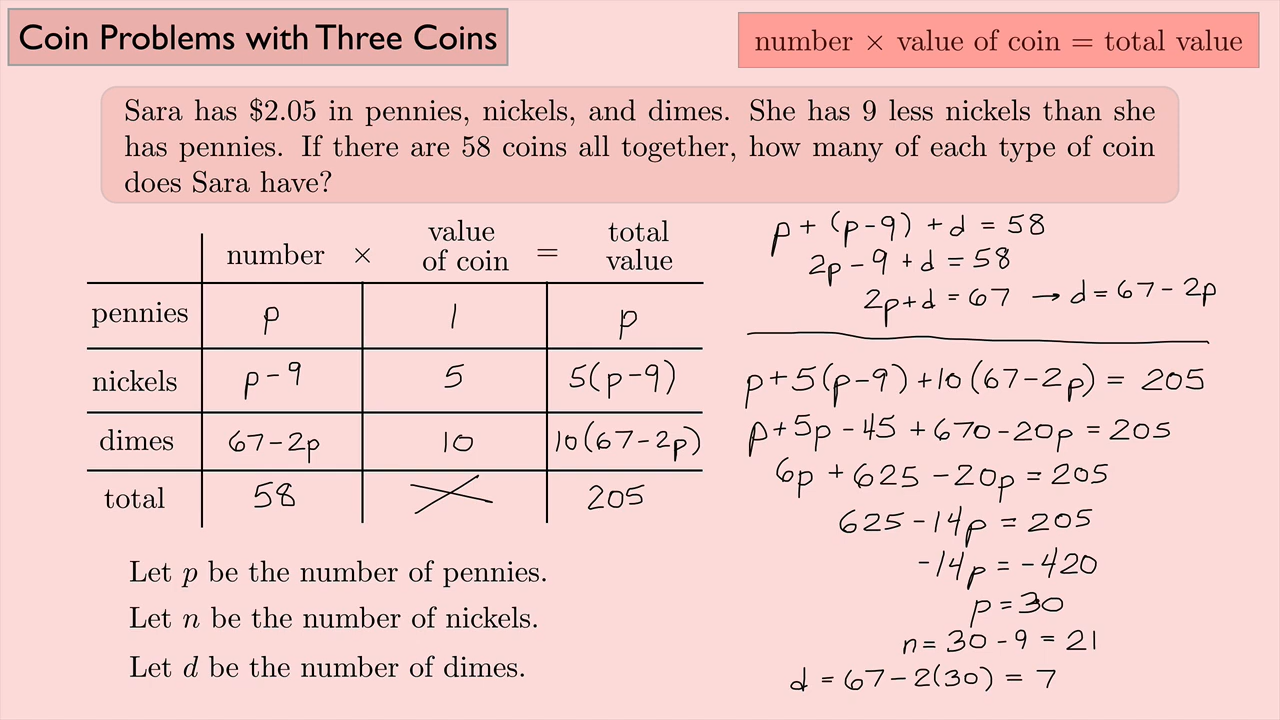 Coin Problems with Three Coins
number × value of coin = total value
Sara has $2.05 in pennies, nickels, and dimes. She has 9 less nickels than she
has pennies. If there are 58 coins all together, how many of each type of coin
does Sara have?
number × value of coin = total value
pennies p 1 p
nickels p-9 5 5(p-9)
dimes 67-2p 10 10(67-2p)
total 58 205
Let p be the number of pennies.
Let n be the number of nickels.
Let d be the number of dimes.
p + (p-9) + d = 58
2p - 9 + d = 58
2p+d = 67 → d = 67 - 2p
p+5(p-9)+10(67-2p) = 205
p+5p-45+670-20p = 205
6p + 625 - 20p = 205
625 - 14p = 205
-14p = -420
p = 30
n = 30 - 9 = 21
d = 67 - 2(30) = 7